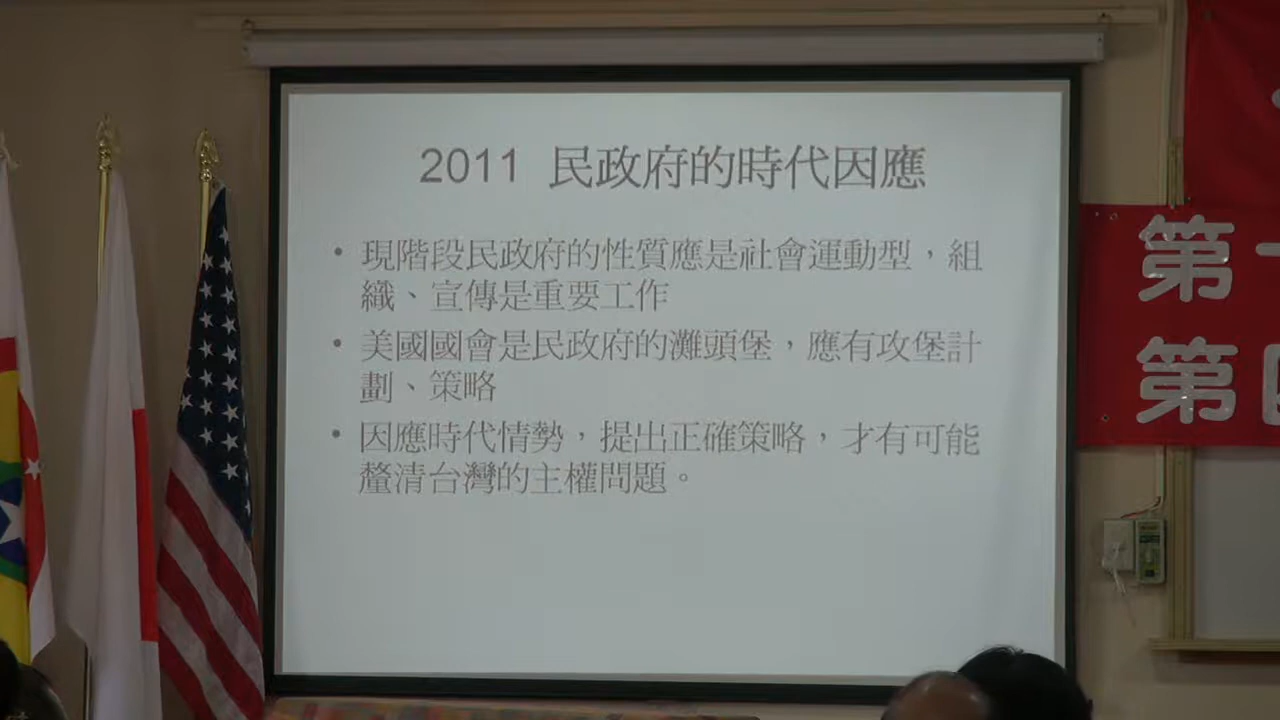 2011 民政府的時代因應
• 現階段民政府的性質應是社會運動型，組
織、宣傳是重要工作
• 美國國會是民政府的灘頭堡，應有攻堡計
劃、策略
• 因應時代情勢，提出正確策略，才有可能
釐清台灣的主權問題。
第
第